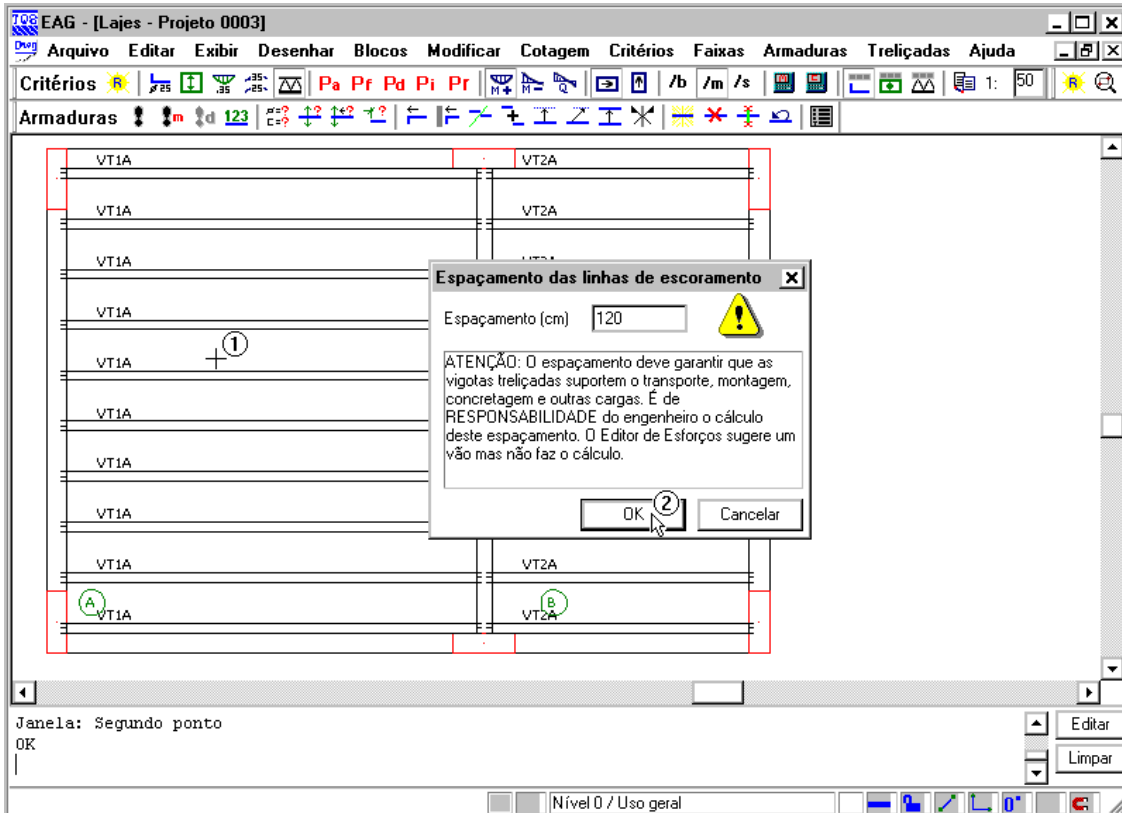 TQS EAG - [Lajes - Projeto 0003]
Arquivo Editar Exibir Desenhar Blocos Modificar Cotagem Critérios Faixas Armaduras Treliçadas Ajuda
Critérios R Pa Pf Pd Pi Pr /b /m /s 1: 50 R
Armaduras m d 123
VT1A VT2A
VT1A VT2A
VT1A
VT1A
VT1A
VT1A
VT1A
VT1A
VT1A VT2A
VT1A VT2A
A B
1
Espaçamento das linhas de escoramento
Espaçamento (cm) 120
ATENÇÃO: O espaçamento deve garantir que as
vigotas treliçadas suportem o transporte, montagem,
concretagem e outras cargas. É de
RESPONSABILIDADE do engenheiro o cálculo
deste espaçamento. O Editor de Esforços sugere um
vão mas não faz o cálculo.
OK 2 Cancelar
Janela: Segundo ponto
OK
Editar
Limpar
Nível 0 / Uso geral
0°